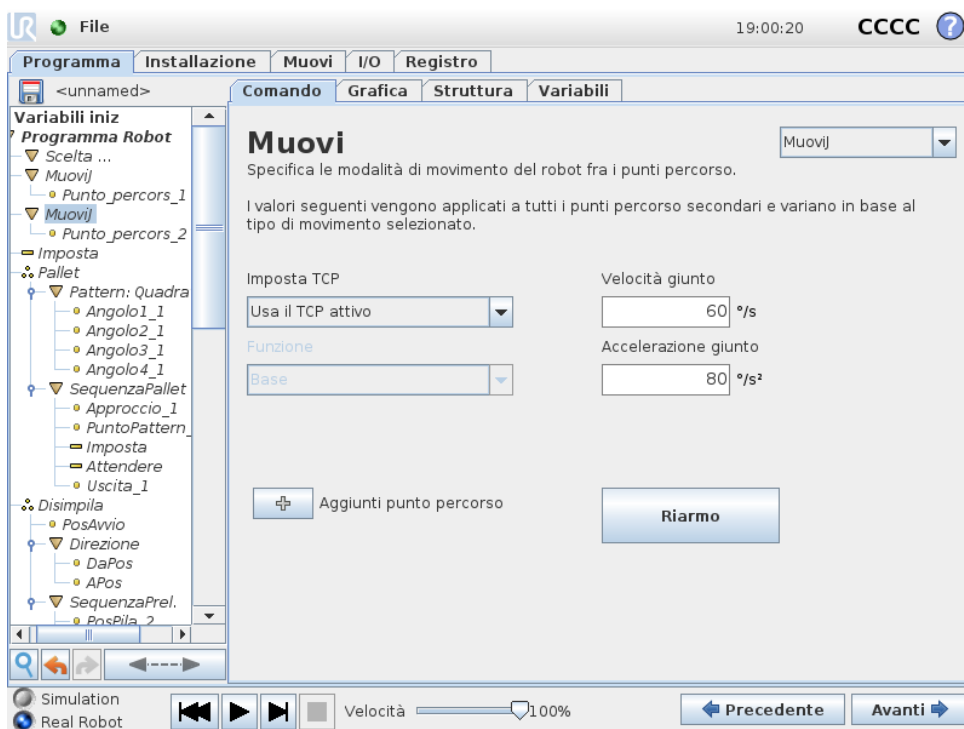 UR File 19:00:20 CCCC ?
Programma Installazione Muovi I/O Registro
<unnamed> Comando Grafica Struttura Variabili
Variabili iniz
Programma Robot
Scelta ...
MuoviJ
Punto_percors_1
MuoviJ
Punto_percors_2
Imposta
Pallet
Pattern: Quadra
Angolo1_1
Angolo2_1
Angolo3_1
Angolo4_1
SequenzaPallet
Approccio_1
PuntoPattern_
Imposta
Attendere
Uscita_1
Disimpila
PosAvvio
Direzione
DaPos
APos
SequenzaPrel.
PosPila_2
Muovi
MuoviJ
Specifica le modalità di movimento del robot fra i punti percorso.
I valori seguenti vengono applicati a tutti i punti percorso secondari e variano in base al
tipo di movimento selezionato.
Imposta TCP
Usa il TCP attivo
Funzione
Base
Velocità giunto
60 °/s
Accelerazione giunto
80 °/s²
Aggiunti punto percorso
Riarmo
Simulation
Real Robot
Velocità 100%
Precedente
Avanti